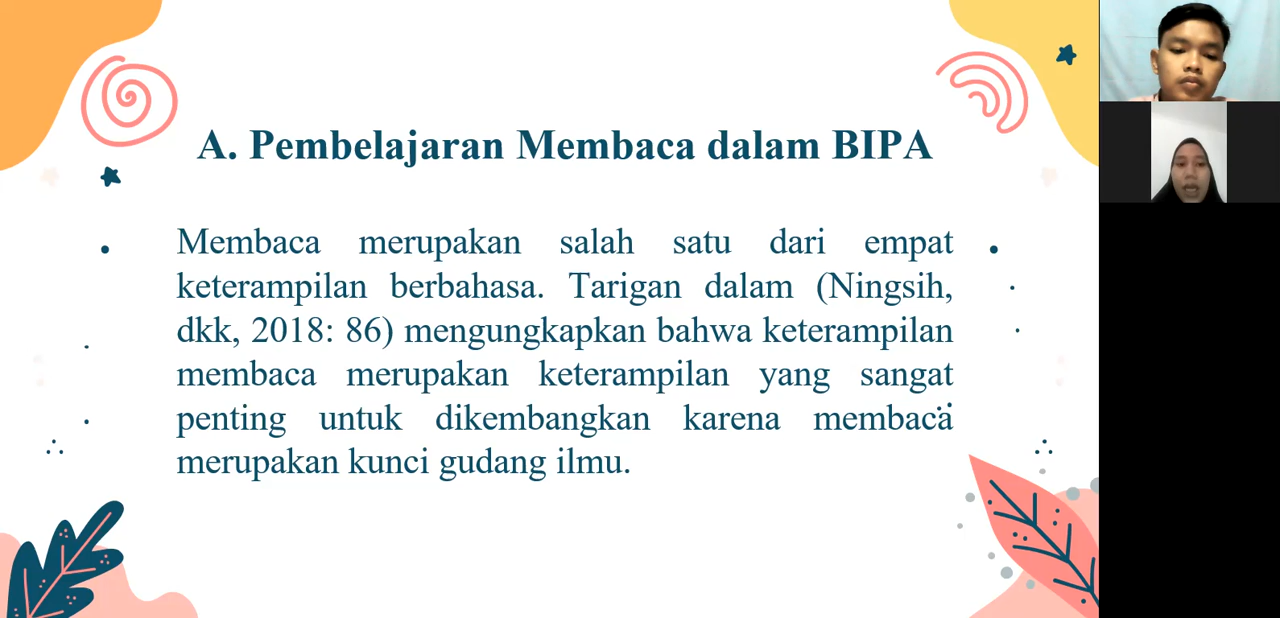 A. Pembelajaran Membaca dalam BIPA
Membaca merupakan salah satu dari empat
keterampilan berbahasa. Tarigan dalam (Ningsih,
dkk, 2018: 86) mengungkapkan bahwa keterampilan
membaca merupakan keterampilan yang sangat
penting untuk dikembangkan karena membaca
merupakan kunci gudang ilmu.